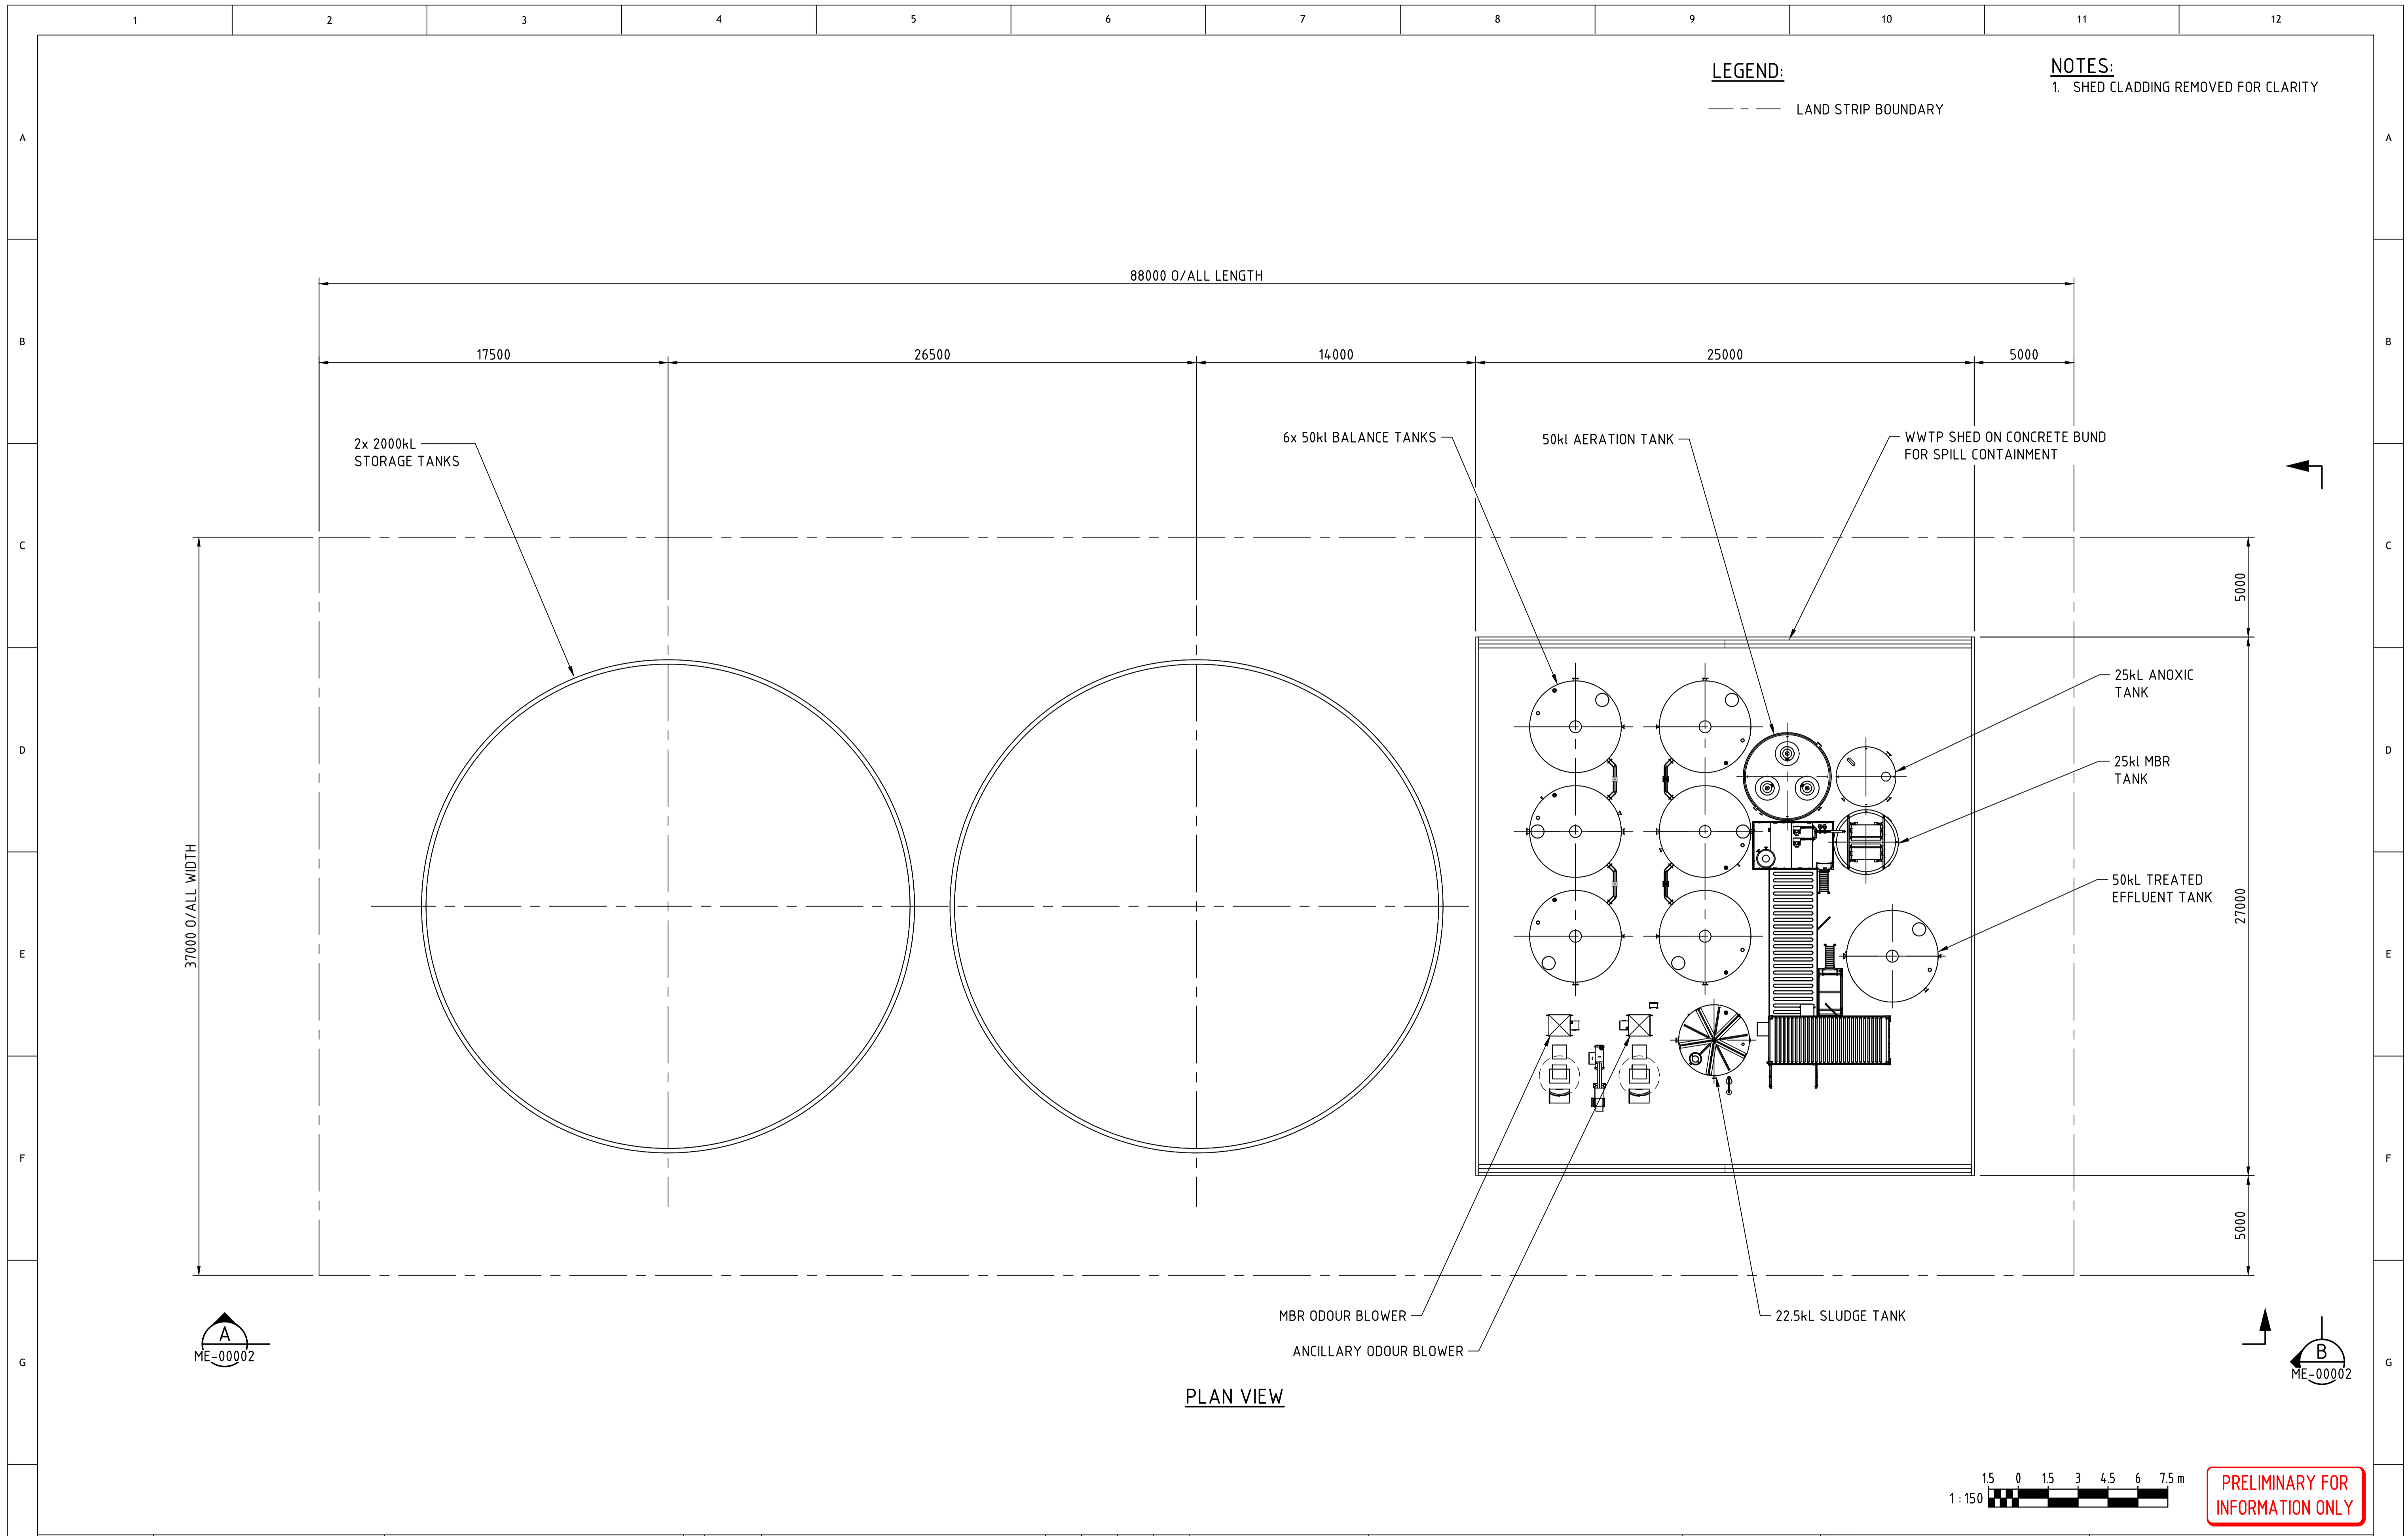 1 2 3 4 5 6 7 8 9 10 11 12
LEGEND:
LAND STRIP BOUNDARY
NOTES:
1. SHED CLADDING REMOVED FOR CLARITY
A A
88000 O/ALL LENGTH
B B
17500 26500 14000 25000 5000
2x 2000kL
STORAGE TANKS
6x 50kl BALANCE TANKS
50kl AERATION TANK
WWTP SHED ON CONCRETE BUND
FOR SPILL CONTAINMENT
C C
5000
25kL ANOXIC
TANK
D D
25kl MBR
TANK
37000 O/ALL WIDTH
50kL TREATED
EFFLUENT TANK
27000
E E
F F
5000
MBR ODOUR BLOWER
22.5kL SLUDGE TANK
ANCILLARY ODOUR BLOWER
A
ME-00002
B
ME-00002
G G
PLAN VIEW
1.5 0 1.5 3 4.5 6 7.5 m
1 : 150
PRELIMINARY FOR
INFORMATION ONLY